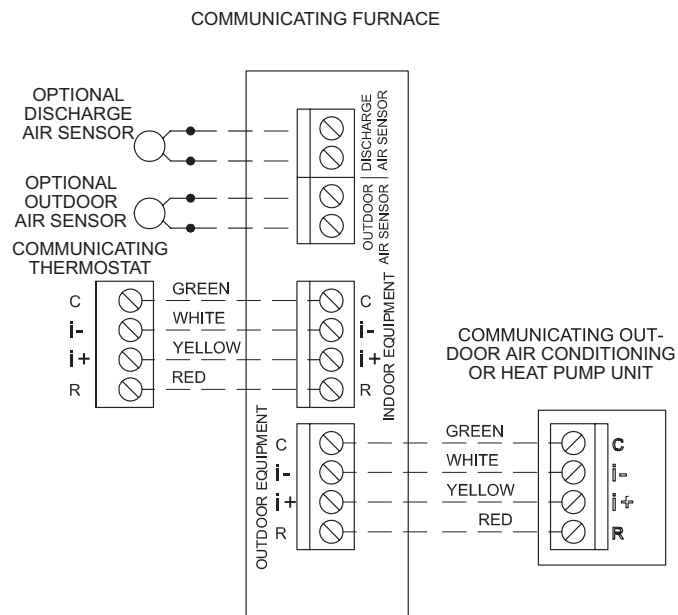 COMMUNICATING FURNACE
OPTIONAL
DISCHARGE
AIR SENSOR
DISCHARGE
AIR SENSOR
OPTIONAL
OUTDOOR
AIR SENSOR
OUTDOOR
AIR SENSOR
COMMUNICATING
THERMOSTAT
C
GREEN
C
i-
WHITE
i-
i+
YELLOW
i+
R
RED
R
INDOOR EQUIPMENT
COMMUNICATING OUT-
DOOR AIR CONDITIONING
OR HEAT PUMP UNIT
OUTDOOR EQUIPMENT
C
GREEN
C
i-
WHITE
i-
i+
YELLOW
i+
R
RED
R